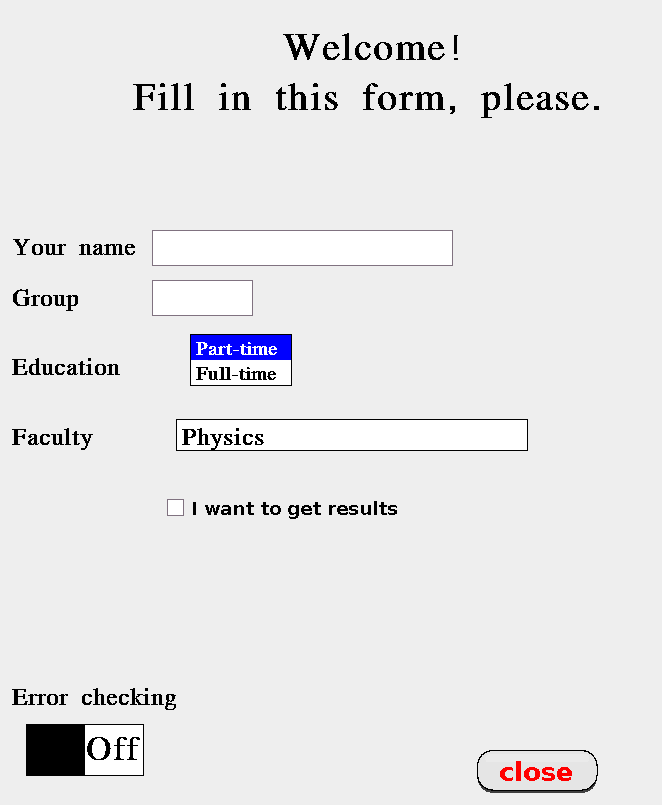 Welcome!
Fill in this form, please.
Your name
Group
Education
Part-time
Full-time
Faculty
Physics
I want to get results
Error checking
Off
close